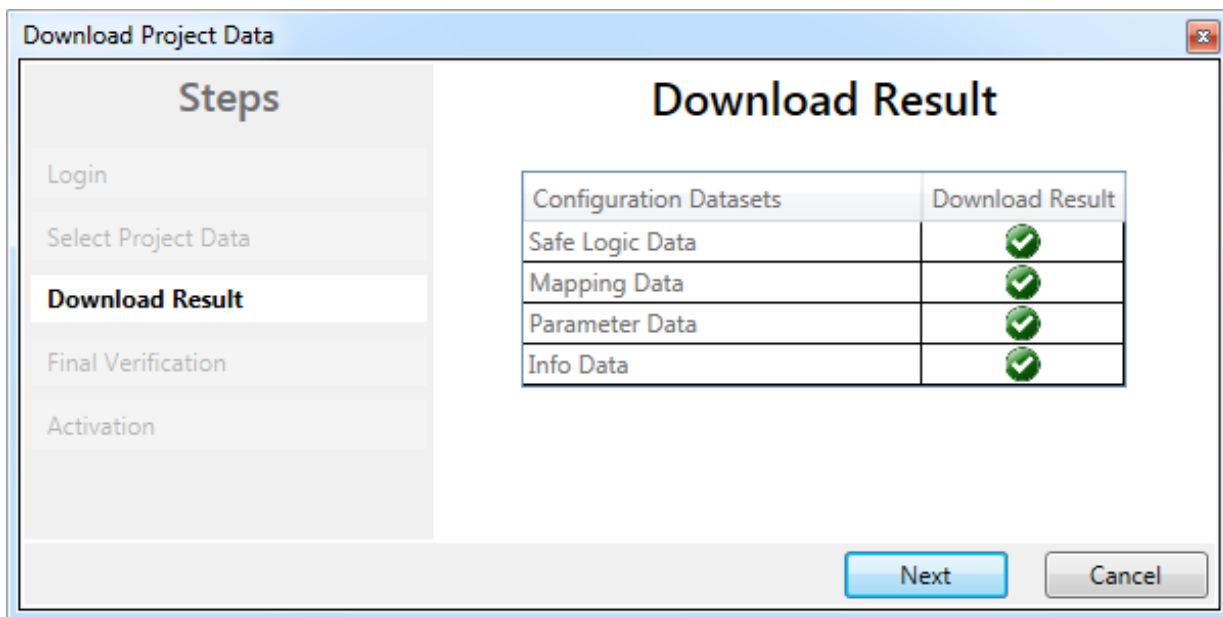 Download Project Data
Steps
Login
Select Project Data
Download Result
Final Verification
Activation
Download Result
Configuration Datasets Download Result
Safe Logic Data
Mapping Data
Parameter Data
Info Data
Next Cancel